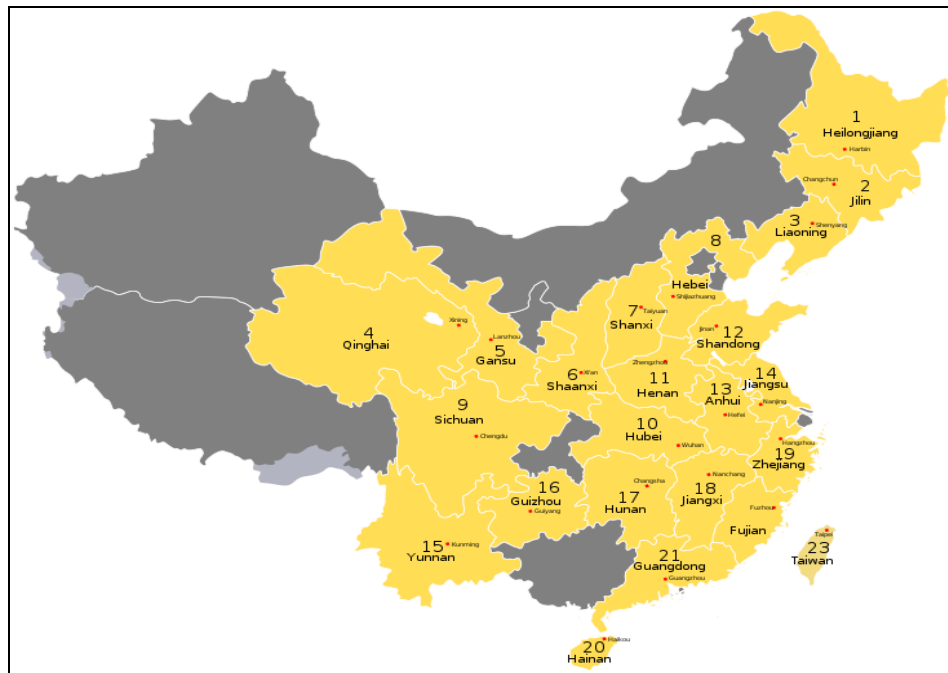 1
Heilongjiang
Harbin
Changchun
2
Jilin
3
Liaoning
Shenyang
8
Hebei
Shijiazhuang
7
Taiyuan
Shanxi
Xining
4
Qinghai
Lanzhou
5
Gansu
Jinan
12
Shandong
6
Xi'an
Shaanxi
Zhengzhou
11
Henan
14
Jiangsu
13
Anhui
Nanjing
Hefei
9
Sichuan
Chengdu
10
Hubei
Wuhan
Hangzhou
19
Zhejiang
16
Guizhou
Guiyang
Changsha
17
Hunan
Nanchang
18
Jiangxi
Fuzhou
Fujian
15
Kunming
Yunnan
21
Guangdong
Guangzhou
Taipei
23
Taiwan
Haikou
20
Hainan